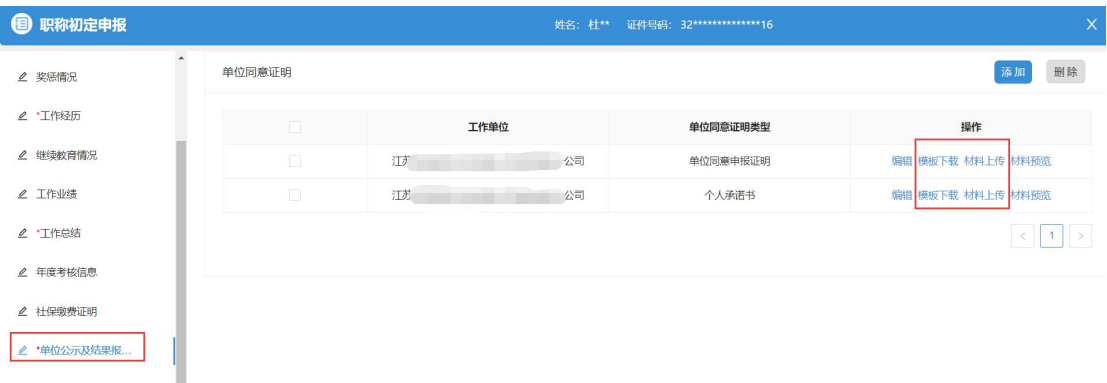 职称初定申报
姓名: 杜** 证件号码: 32**************16
X
奖惩情况
*工作经历
继续教育情况
工作业绩
*工作总结
年度考核信息
社保缴费证明
*单位公示及结果报...
单位同意证明
添加 删除
工作单位 单位同意证明类型 操作
江苏 公司 单位同意申报证明 编辑 模板下载 材料上传 材料预览
江苏 公司 个人承诺书 编辑 模板下载 材料上传 材料预览
< 1 >